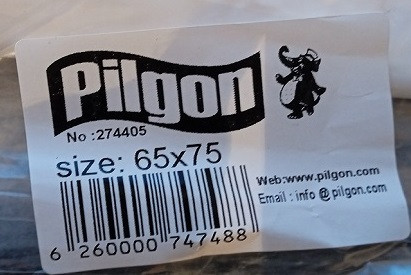 Pilgon
No :274405
size: 65x75
Web:www.pilgon.com
Email : info @ pilgon.com
6 260000 747488